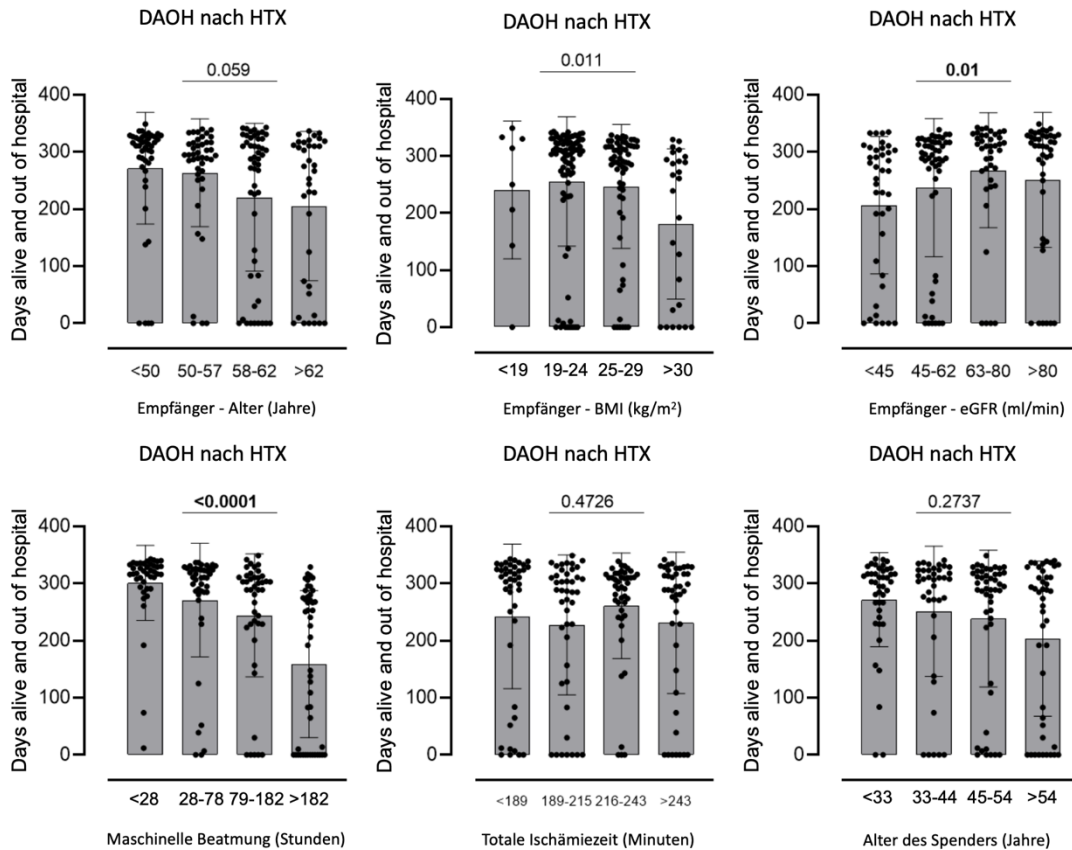 DAOH nach HTX
0.059
Days alive and out of hospital
400
300
200
100
0
<50 50-57 58-62 >62
Empfänger - Alter (Jahre)
DAOH nach HTX
0.011
Days alive and out of hospital
400
300
200
100
0
<19 19-24 25-29 >30
Empfänger - BMI (kg/m²)
DAOH nach HTX
0.01
Days alive and out of hospital
400
300
200
100
0
<45 45-62 63-80 >80
Empfänger - eGFR (ml/min)
DAOH nach HTX
<0.0001
Days alive and out of hospital
400
300
200
100
0
<28 28-78 79-182 >182
Maschinelle Beatmung (Stunden)
DAOH nach HTX
0.4726
Days alive and out of hospital
400
300
200
100
0
<189 189-215 216-243 >243
Totale Ischämiezeit (Minuten)
DAOH nach HTX
0.2737
Days alive and out of hospital
400
300
200
100
0
<33 33-44 45-54 >54
Alter des Spenders (Jahre)